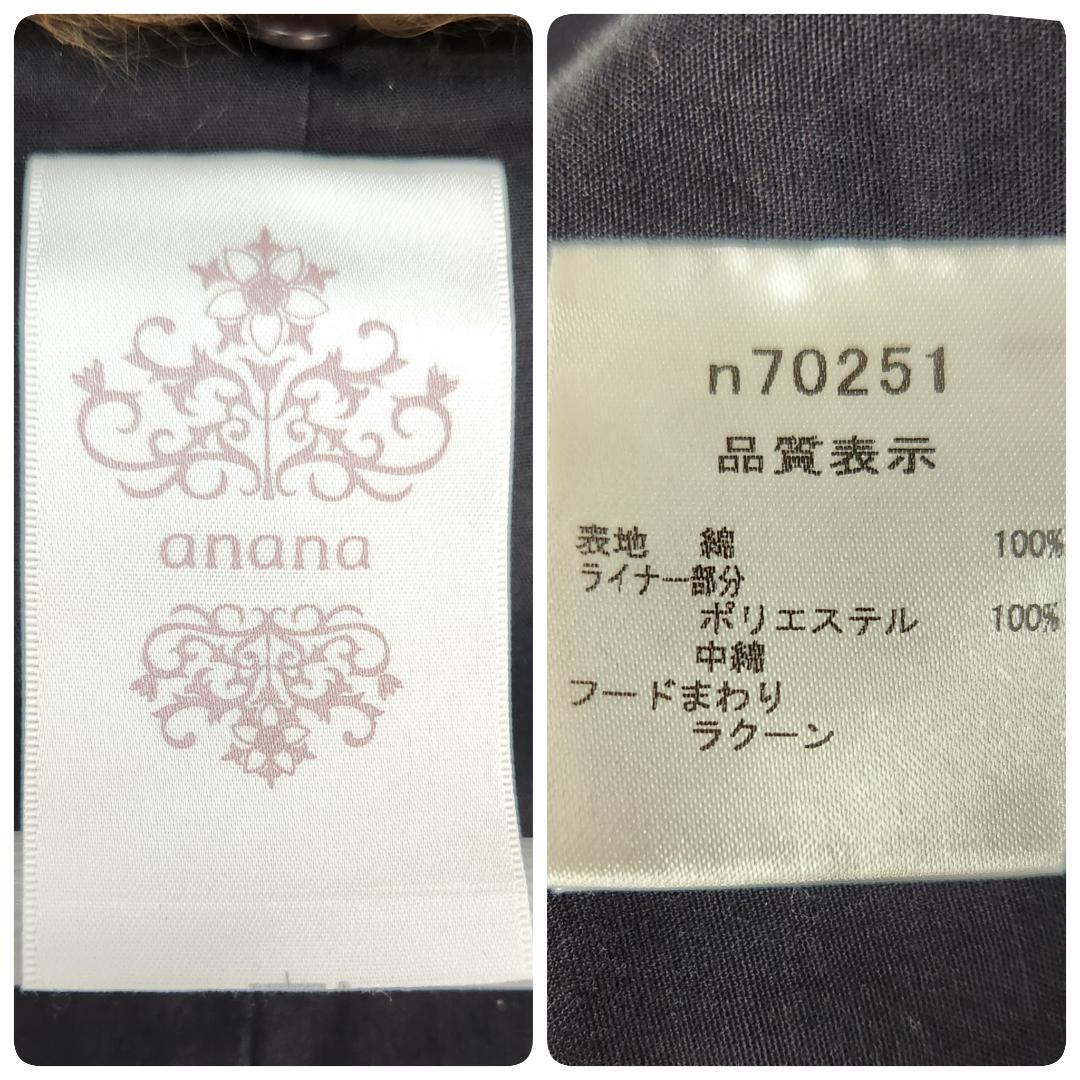 anana
n70251
品質表示
表地 綿 100%
ライナー部分
ポリエステル 100%
中綿
フードまわり
ラクーン